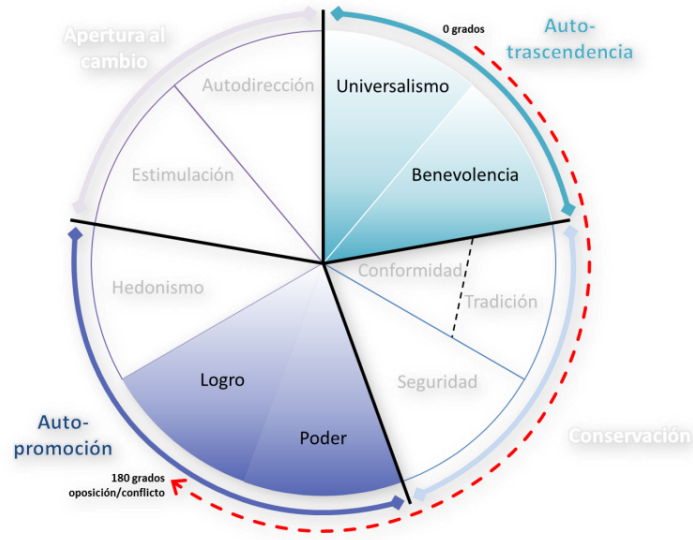 Apertura al
cambio
0 grados
Auto-
trascendencia
Autodirección
Universalismo
Estimulación
Benevolencia
Hedonismo
Conformidad
Tradición
Logro
Seguridad
Poder
Auto-
promoción
Conservación
180 grados
oposición/conflicto